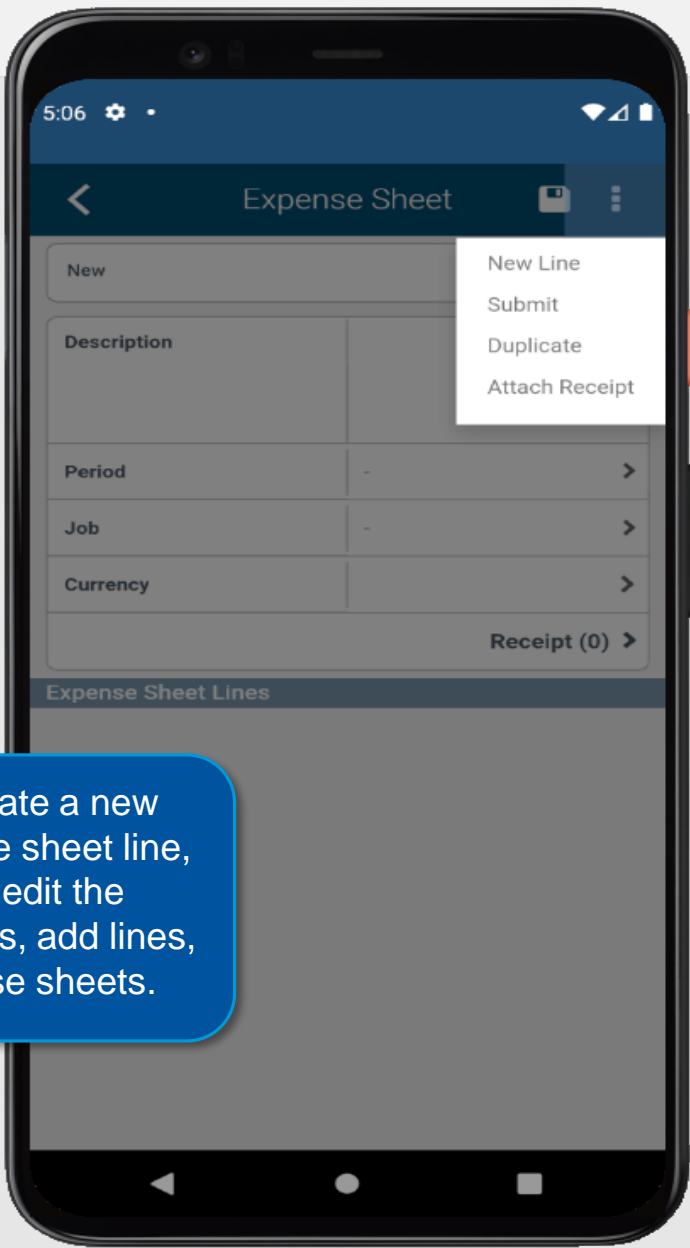 5:06
Expense Sheet
New
New Line
Submit
Duplicate
Attach Receipt
Description
Period -
Job -
Currency
Receipt (0)
Expense Sheet Lines
ate a new
e sheet line,
edit the
s, add lines,
se sheets.